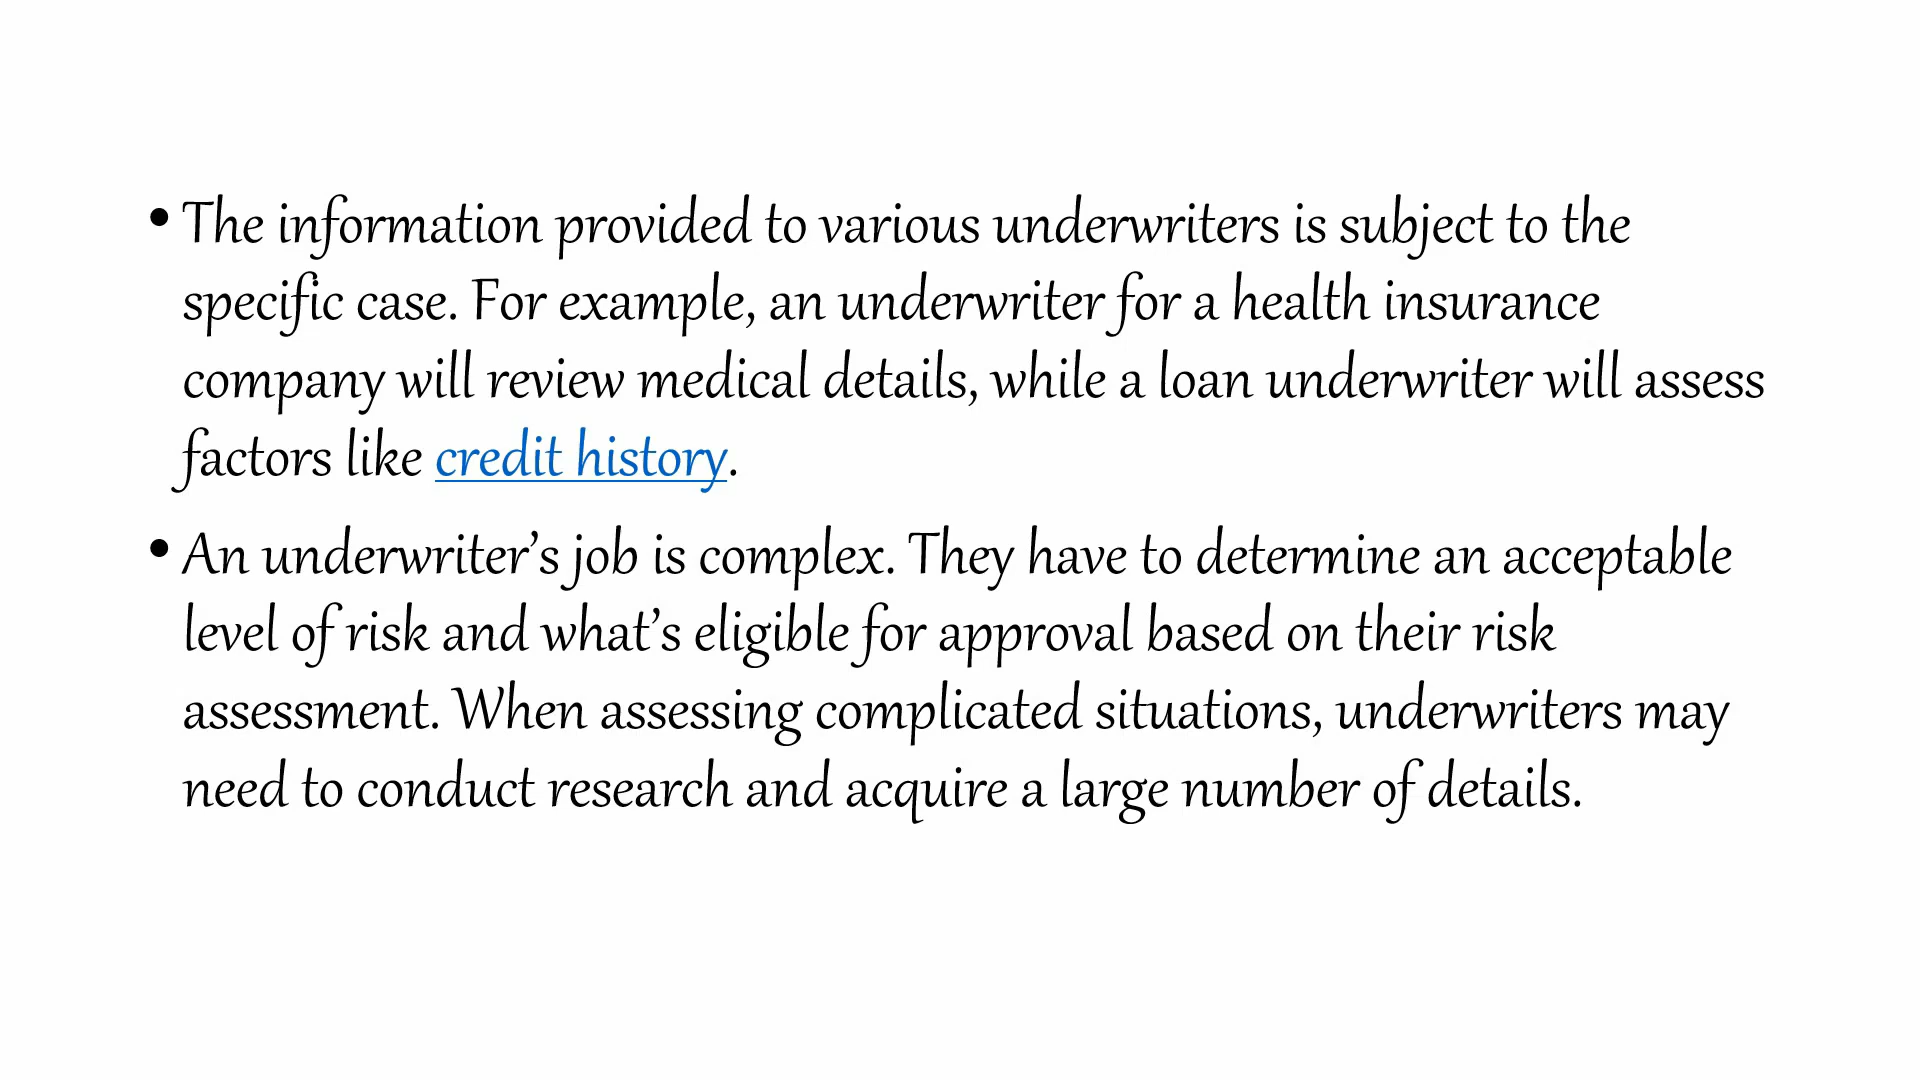 • The information provided to various underwriters is subject to the
specific case. For example, an underwriter for a health insurance
company will review medical details, while a loan underwriter will assess
factors like credit history.
• An underwriter’s job is complex. They have to determine an acceptable
level of risk and what’s eligible for approval based on their risk
assessment. When assessing complicated situations, underwriters may
need to conduct research and acquire a large number of details.